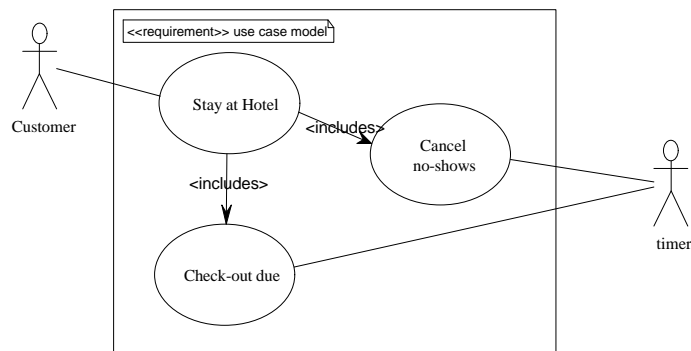 <<requirement>> use case model
Stay at Hotel
Customer
<includes>
Cancel
no-shows
<includes>
timer
Check-out due